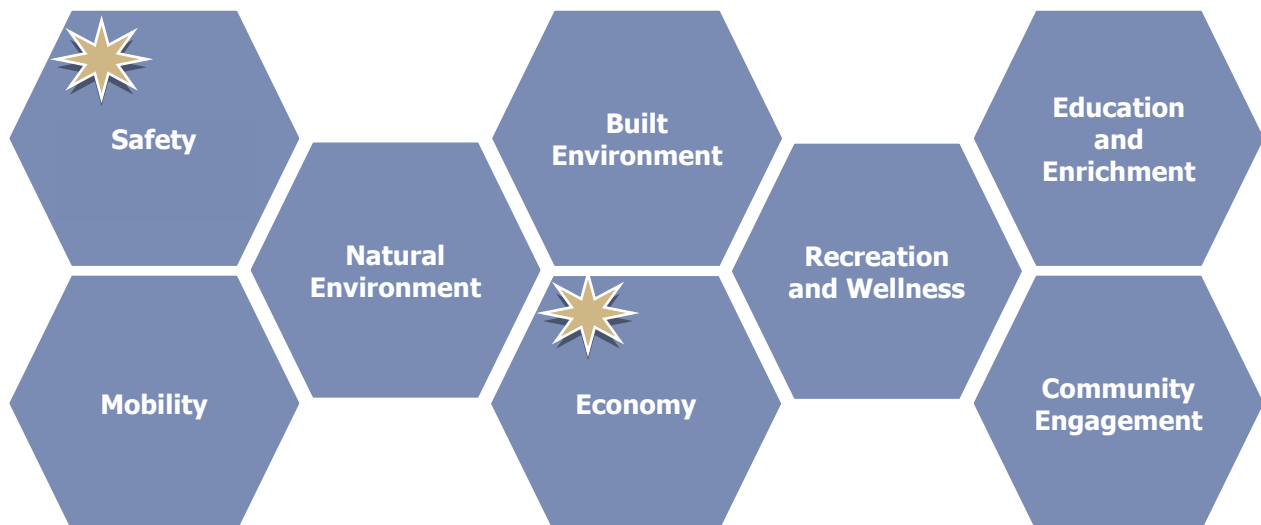 Safety
Built
Environment
Education
and
Enrichment
Natural
Environment
Recreation
and Wellness
Mobility
Economy
Community
Engagement